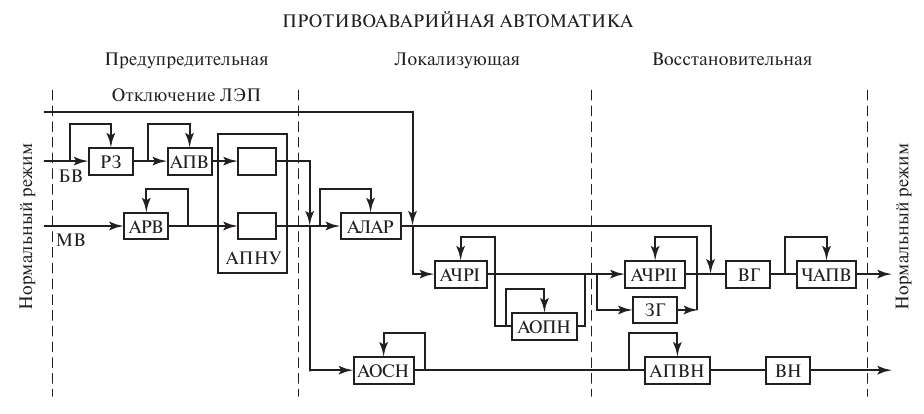 ПРОТИВОАВАРИЙНАЯ АВТОМАТИКА
Предупредительная Локализующая Восстановительная
Отключение ЛЭП
Нормальный режим
БВ РЗ АПВ
МВ АРВ АПНУ АЛАР
АЧРI АЧРII ВГ ЧАПВ
ЗГ
АОПН
АОСН АПВН ВН
Нормальный режим